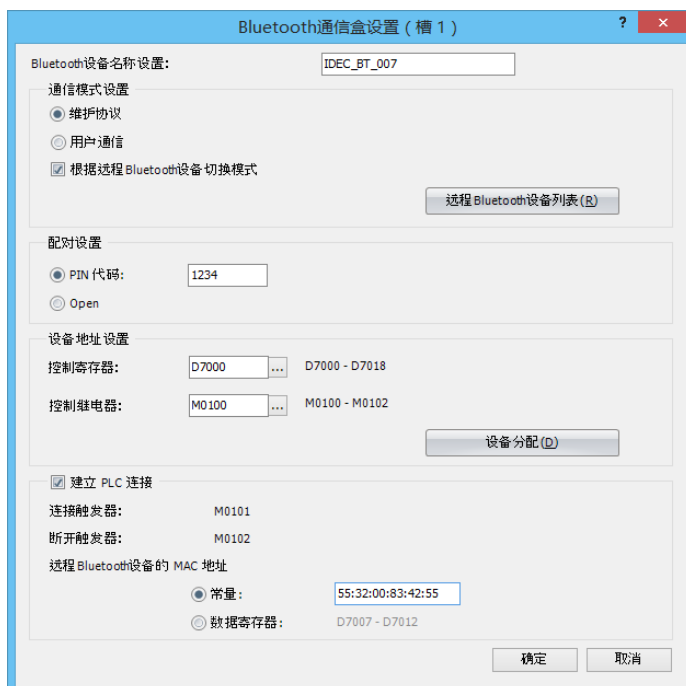 Bluetooth通信盒设置 ( 槽 1 )
?
×
Bluetooth设备名称设置: IDEC_BT_007
通信模式设置
维护协议
用户通信
根据远程Bluetooth设备切换模式
远程Bluetooth设备列表(R)
配对设置
PIN 代码: 1234
Open
设备地址设置
控制寄存器: D7000 ... D7000 - D7018
控制继电器: M0100 ... M0100 - M0102
设备分配(D)
建立 PLC 连接
连接触发器: M0101
断开触发器: M0102
远程Bluetooth设备的 MAC 地址
常量: 55:32:00:83:42:55
数据寄存器: D7007 - D7012
确定 取消